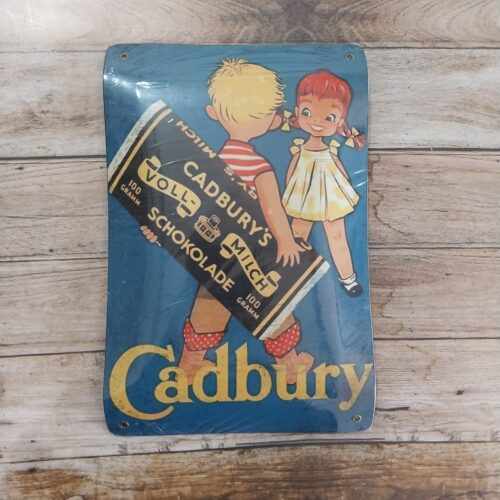 CADBURY'S
VOLL-
MILCH
SCHOKOLADE
100
GRAMM
100
GRAMM
Cadbury